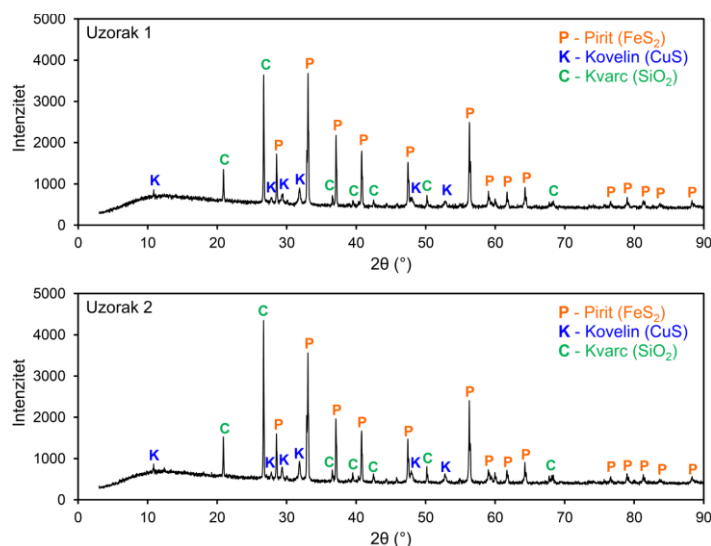 Uzorak 1
P - Pirit (FeS₂)
K - Kovelin (CuS)
C - Kvarc (SiO₂)
Intenzitet
5000
4000
3000
2000
1000
0
K C C P K K K P C P C P C P K C K P P P P C P P P P P
0 10 20 30 40 50 60 70 80 90
2θ (°)
Uzorak 2
P - Pirit (FeS₂)
K - Kovelin (CuS)
C - Kvarc (SiO₂)
Intenzitet
5000
4000
3000
2000
1000
0
K C C K P K K P C P C P C P K C K P P P P C P P P P P
0 10 20 30 40 50 60 70 80 90
2θ (°)